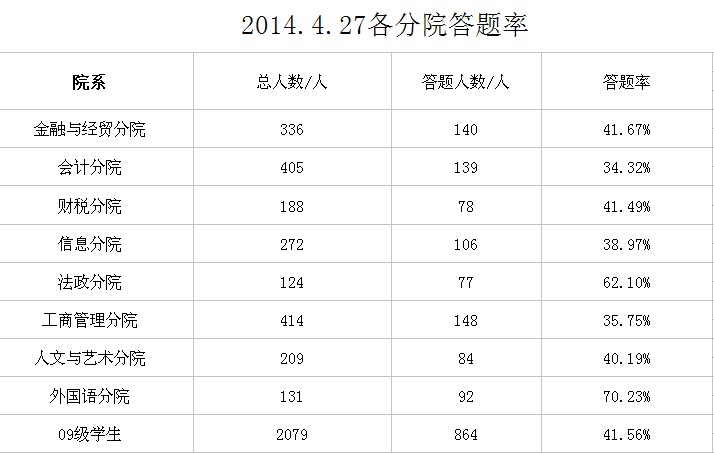 2014.4.27各分院答题率
院系 总人数/人 答题人数/人 答题率
金融与经贸分院 336 140 41.67%
会计分院 405 139 34.32%
财税分院 188 78 41.49%
信息分院 272 106 38.97%
法政分院 124 77 62.10%
工商管理分院 414 148 35.75%
人文与艺术分院 209 84 40.19%
外国语分院 131 92 70.23%
09级学生 2079 864 41.56%